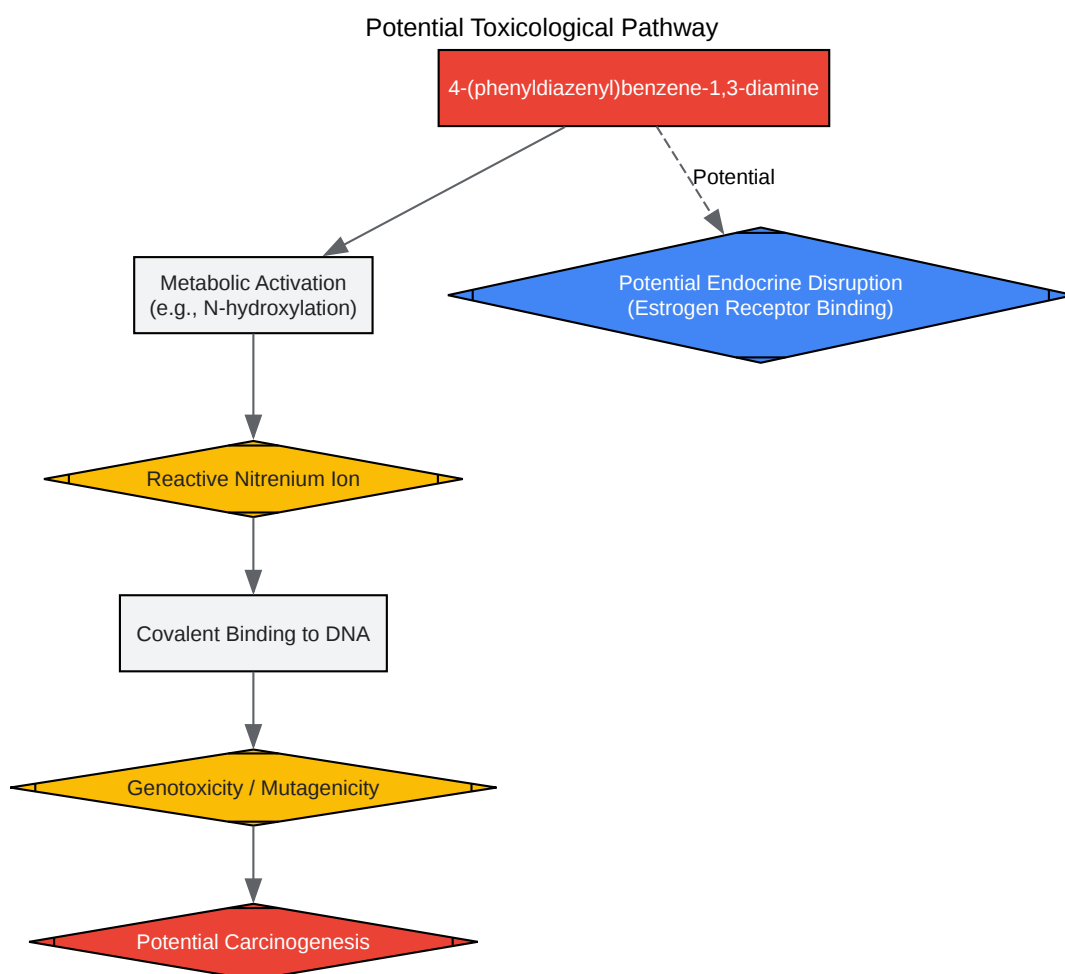 Potential Toxicological Pathway
4-(phenyldiazenyl)benzene-1,3-diamine
Potential
Metabolic Activation
(e.g., N-hydroxylation)
Potential Endocrine Disruption
(Estrogen Receptor Binding)
Reactive Nitrenium Ion
Covalent Binding to DNA
Genotoxicity / Mutagenicity
Potential Carcinogenesis